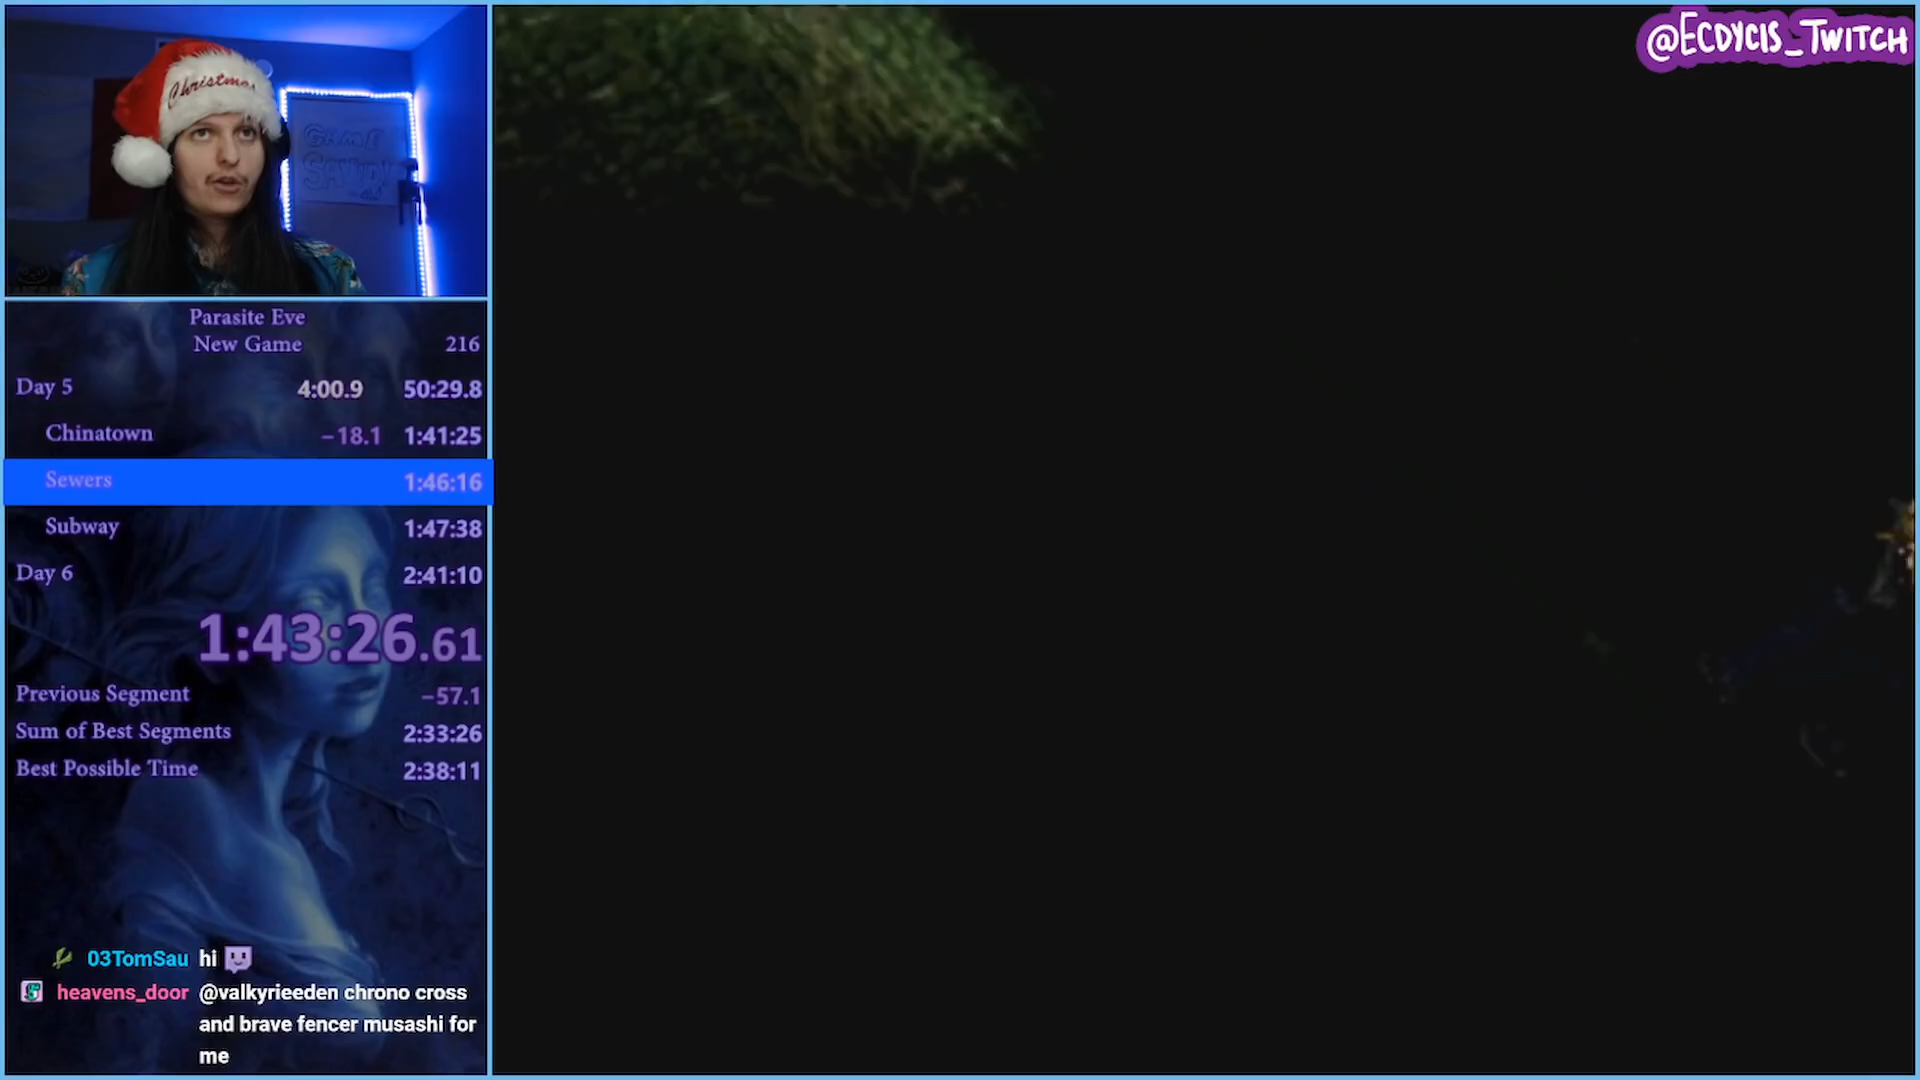 @ECDYCIS_TWITCH
Christmas
GAME
Parasite Eve
New Game 216
Day 5 4:00.9 50:29.8
Chinatown −18.1 1:41:25
Sewers 1:46:16
Subway 1:47:38
Day 6 2:41:10
1:43:26.61
Previous Segment −57.1
Sum of Best Segments 2:33:26
Best Possible Time 2:38:11
03TomSau hi
heavens_door @valkyrieeden chrono cross
and brave fencer musashi for
me